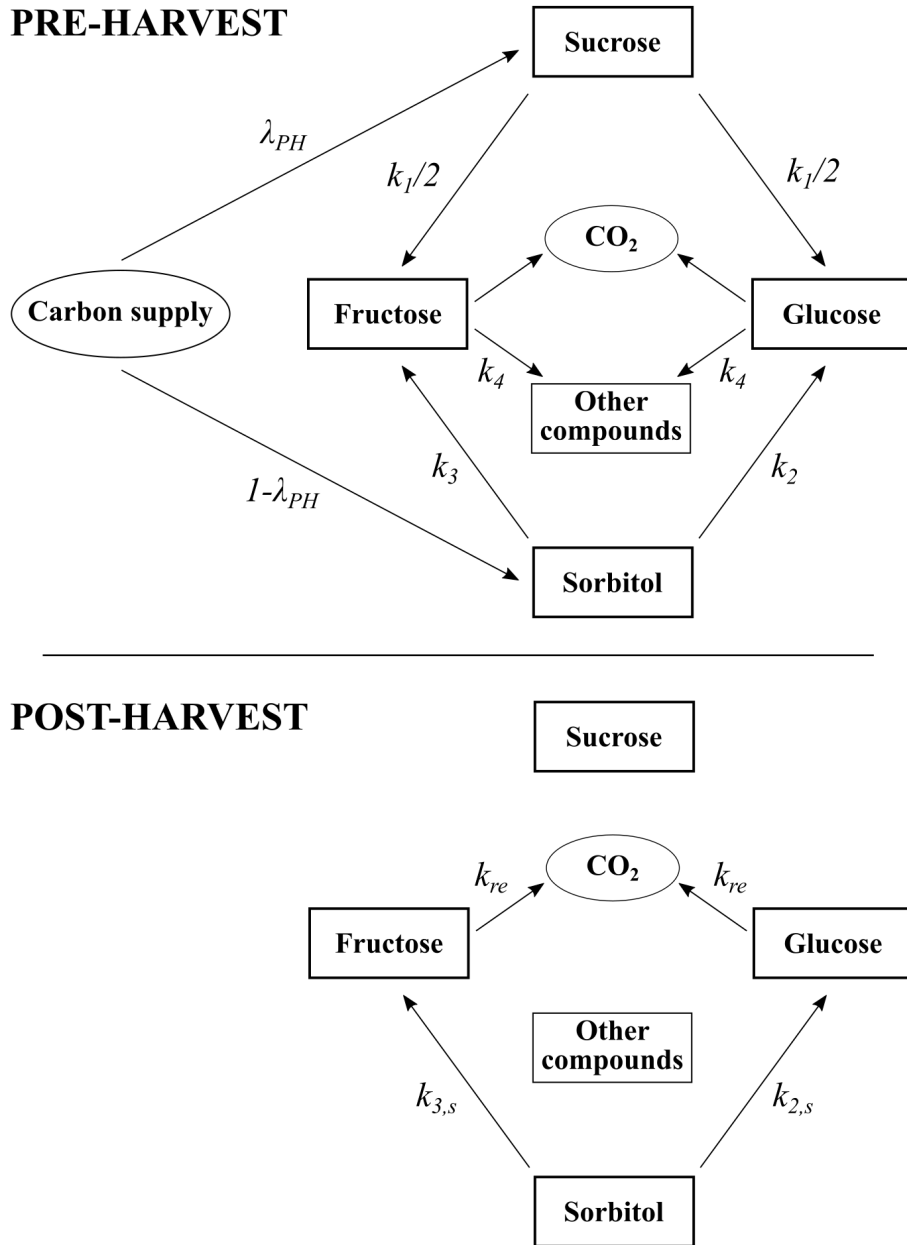 PRE-HARVEST
Sucrose
λPH
k1/2
k1/2
CO2
Carbon supply
Fructose
Glucose
k4
k4
Other
compounds
k3
k2
1-λPH
Sorbitol
POST-HARVEST
Sucrose
CO2
kre
kre
Fructose
Glucose
Other
compounds
k3,s
k2,s
Sorbitol